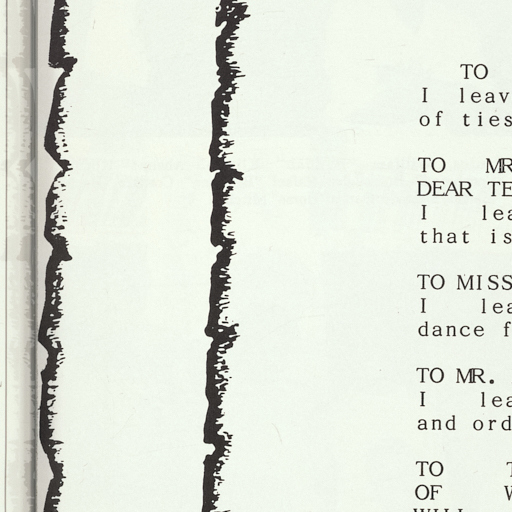 TO
I leav
of ties
TO MR
DEAR TE
I lea
that is
TO MISS
I lea
dance f
TO MR.
I lea
and ord
TO T
OF W
WILL